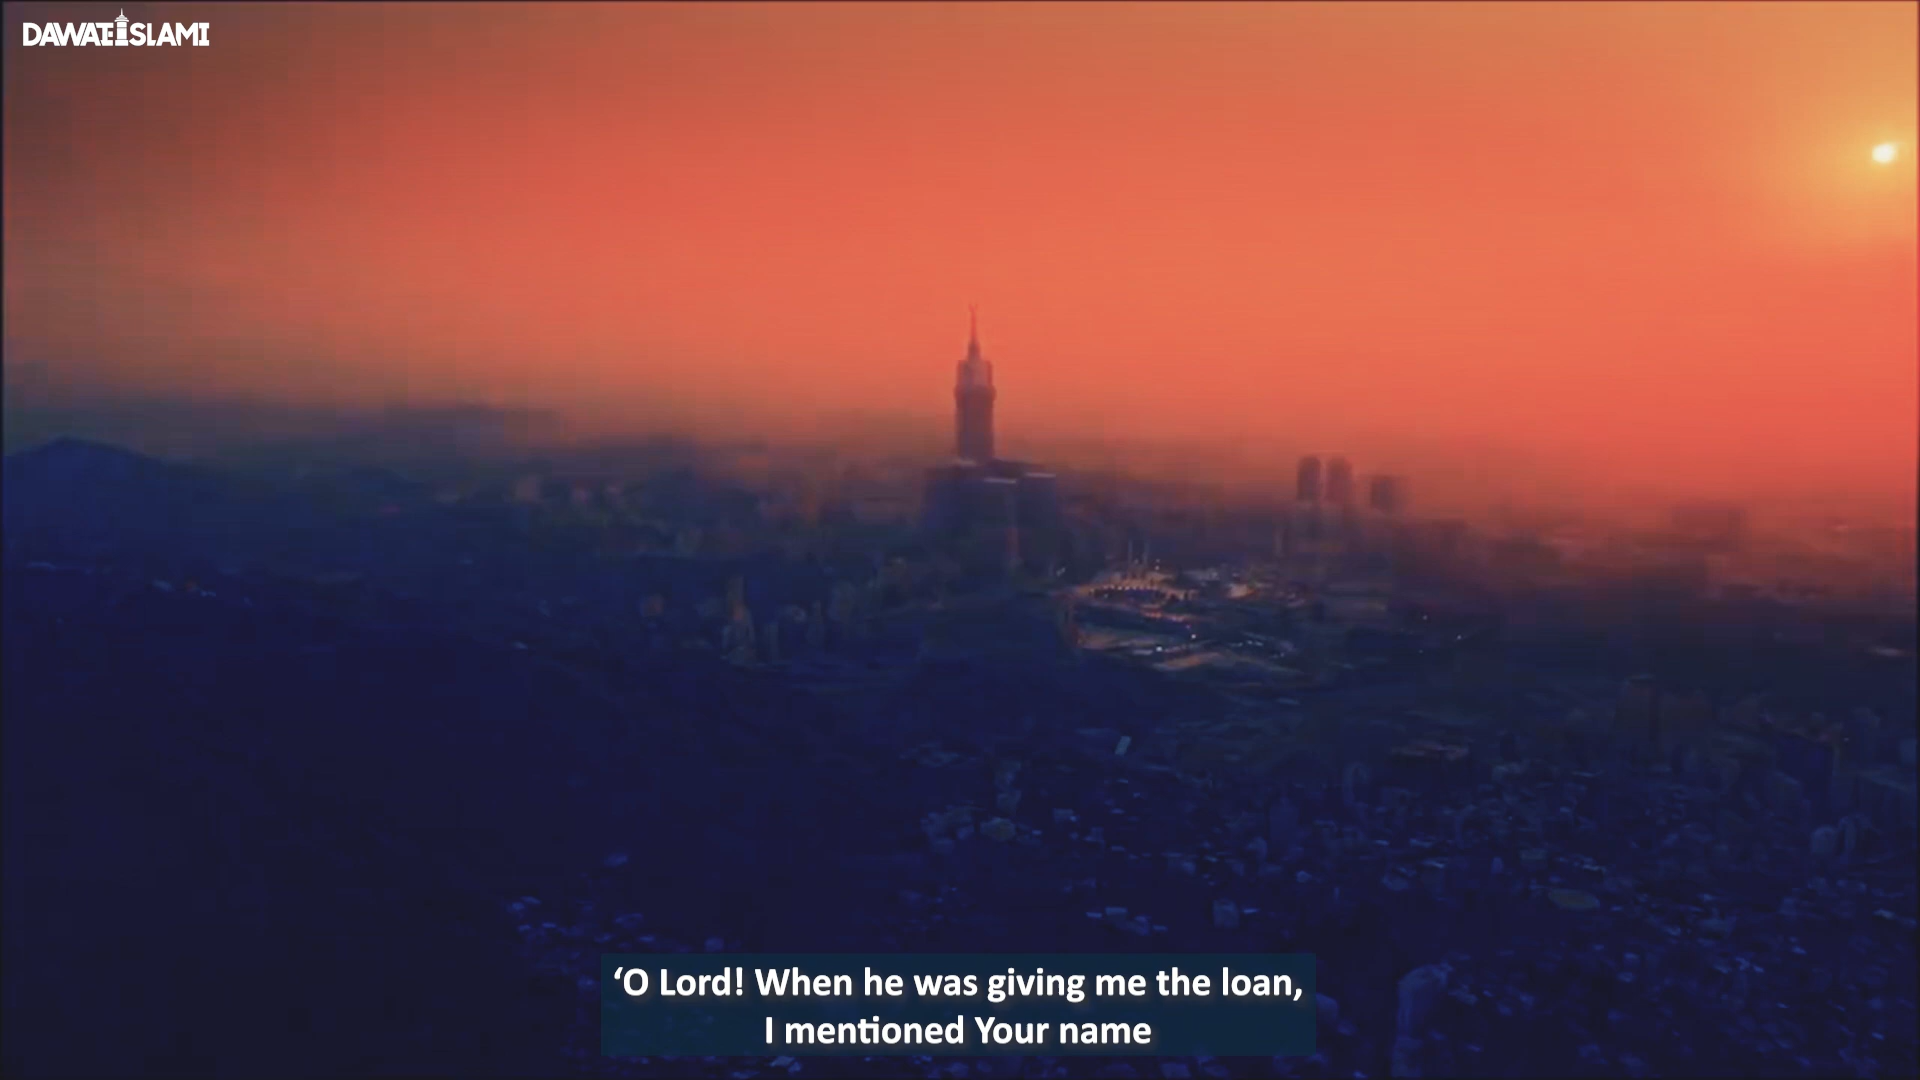 DAWATEISLAMI
‘O Lord! When he was giving me the loan,
I mentioned Your name